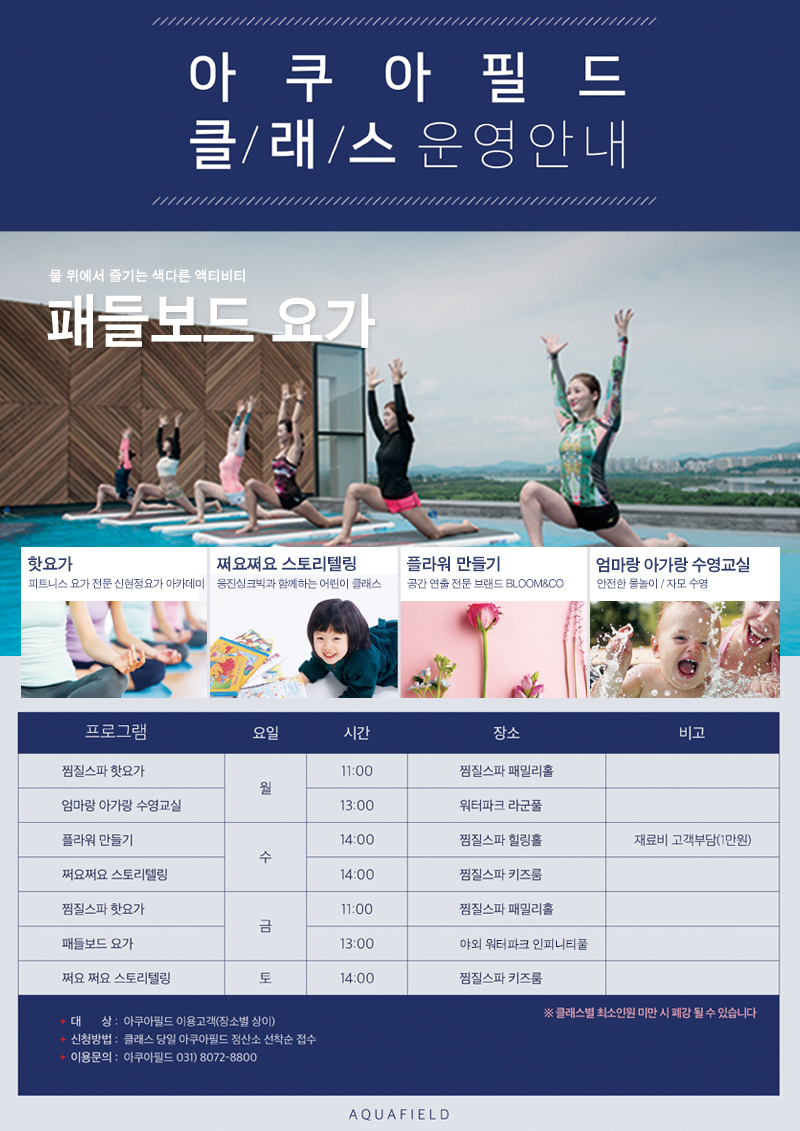 아쿠아필드
클/래/스 운영안내
물 위에서 즐기는 색다른 액티비티
패들보드 요가
핫요가
피트니스 요가 전문 신현정요가 아카데미
쩌요쩌요 스토리텔링
웅진싱크빅과 함께하는 어린이 클래스
플라워 만들기
공간 연출 전문 브랜드 BLOOM&CO
엄마랑 아가랑 수영교실
안전한 물놀이 / 자모 수영
프로그램 요일 시간 장소 비고
찜질스파 핫요가 월 11:00 찜질스파 패밀리홀
엄마랑 아가랑 수영교실 13:00 워터파크 라군풀
플라워 만들기 수 14:00 찜질스파 힐링홀 재료비 고객부담(1만원)
쩌요쩌요 스토리텔링 14:00 찜질스파 키즈룸
찜질스파 핫요가 금 11:00 찜질스파 패밀리홀
패들보드 요가 13:00 야외 워터파크 인피니티풀
쩌요 쩌요 스토리텔링 토 14:00 찜질스파 키즈룸
※ 클래스별 최소인원 미만 시 폐강 될 수 있습니다
+ 대 상 : 아쿠아필드 이용고객(장소별 상이)
+ 신청방법 : 클래스 당일 아쿠아필드 정산소 선착순 접수
+ 이용문의 : 아쿠아필드 031) 8072-8800
AQUAFIELD